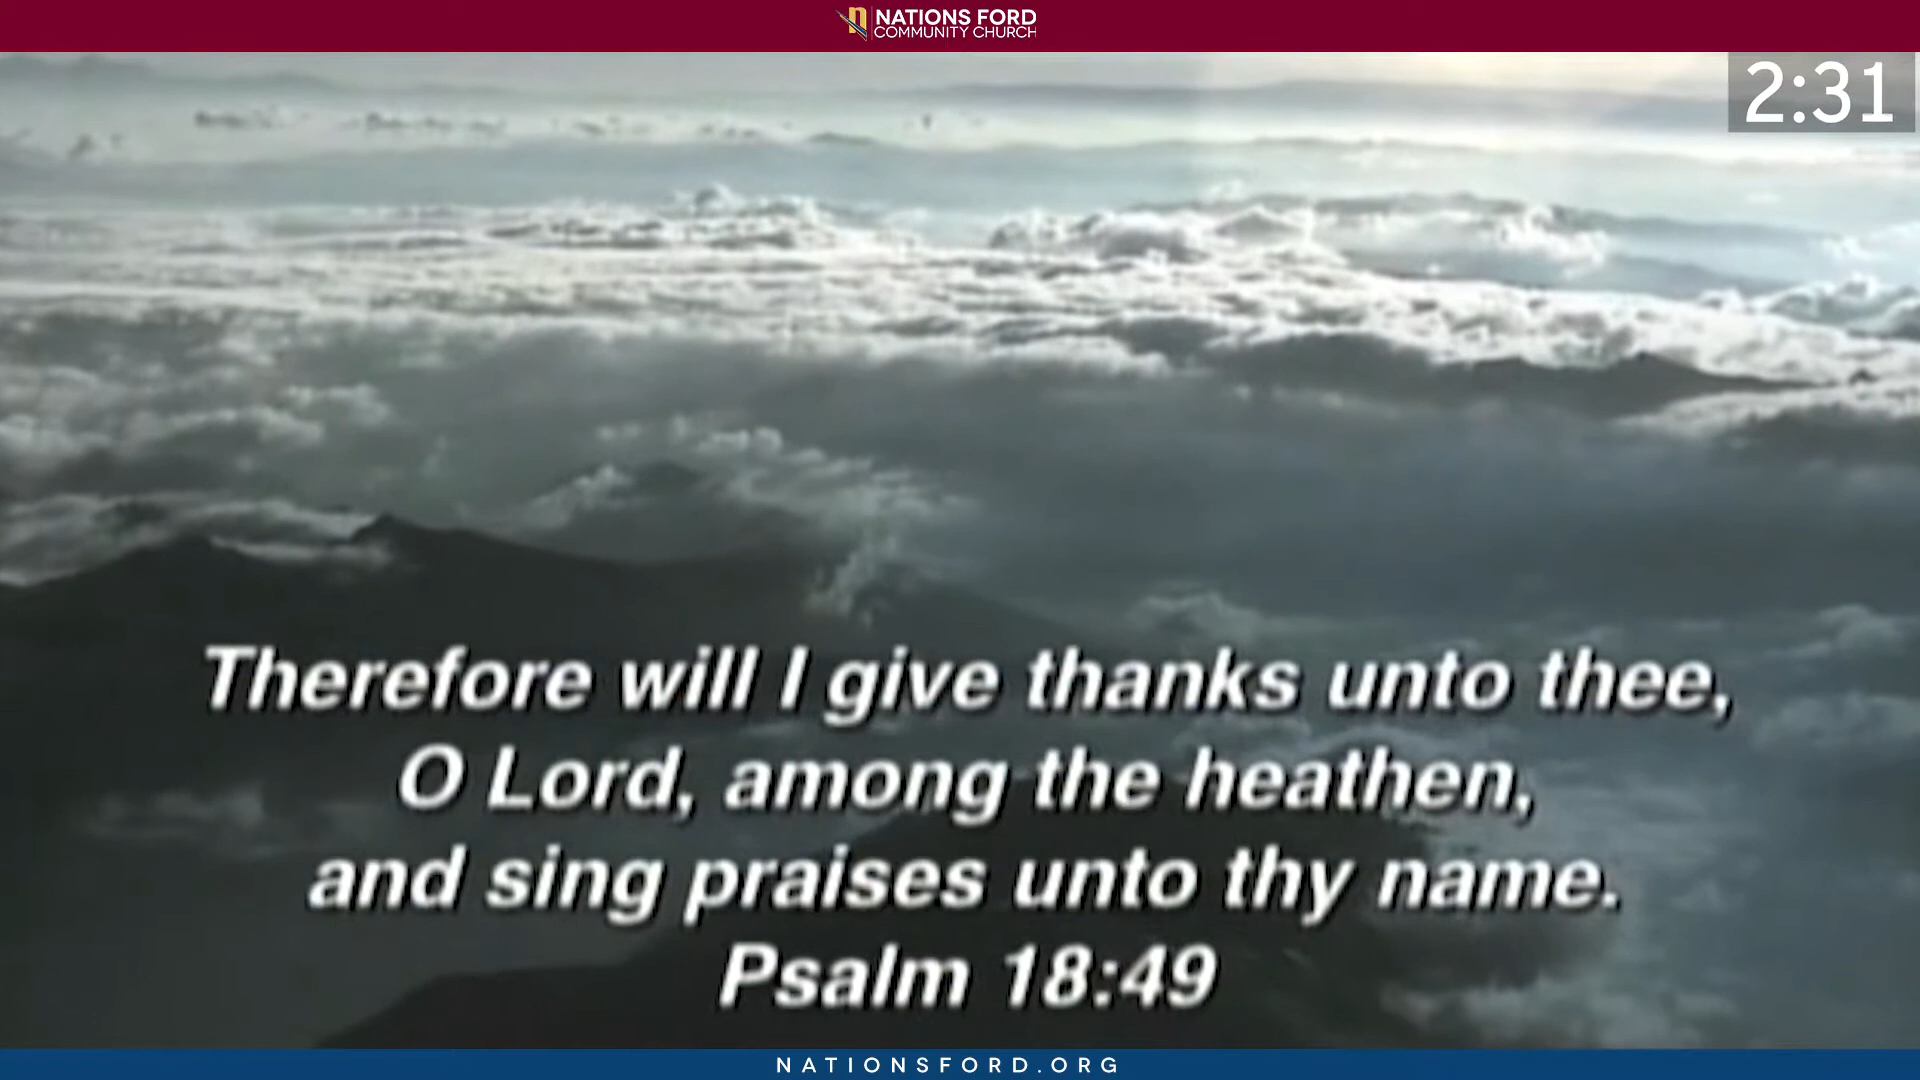 NATIONS FORD
COMMUNITY CHURCH
2:31
Therefore will I give thanks unto thee,
O Lord, among the heathen,
and sing praises unto thy name.
Psalm 18:49
NATIONSFORD.ORG